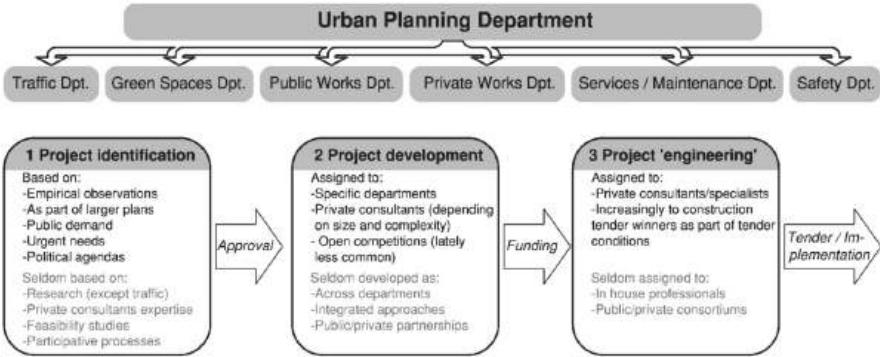 Urban Planning Department
Traffic Dpt.
Green Spaces Dpt.
Public Works Dpt.
Private Works Dpt.
Services / Maintenance Dpt.
Safety Dpt.
1 Project identification
Based on:
-Empirical observations
-As part of larger plans
-Public demand
-Urgent needs
-Political agendas
Seldom based on:
-Research (except traffic)
-Private consultants expertise
-Feasibility studies
-Participative processes
Approval
2 Project development
Assigned to:
-Specific departments
-Private consultants (depending
on size and complexity)
- Open competitions (lately
less common)
Seldom developed as:
-Across departments
-Integrated approaches
-Public/private partnerships
Funding
3 Project 'engineering'
Assigned to:
-Private consultants/specialists
-Increasingly to construction
tender winners as part of tender
conditions
Seldom assigned to:
-In house professionals
-Public/private consortiums
Tender / Im-
plementation